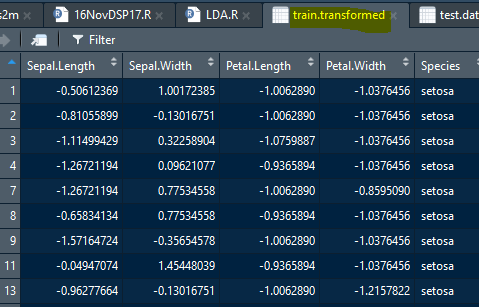 s2m 16NovDSP17.R LDA.R train.transformed test.dat
Filter
Sepal.Length Sepal.Width Petal.Length Petal.Width Species
1 -0.50612369 1.00172385 -1.0062890 -1.0376456 setosa
2 -0.81055899 -0.13016751 -1.0062890 -1.0376456 setosa
3 -1.11499429 0.32258904 -1.0759887 -1.0376456 setosa
4 -1.26721194 0.09621077 -0.9365894 -1.0376456 setosa
7 -1.26721194 0.77534558 -1.0062890 -0.8595090 setosa
8 -0.65834134 0.77534558 -0.9365894 -1.0376456 setosa
9 -1.57164724 -0.35654578 -1.0062890 -1.0376456 setosa
11 -0.04947074 1.45448039 -0.9365894 -1.0376456 setosa
13 -0.96277664 -0.13016751 -1.0062890 -1.2157822 setosa